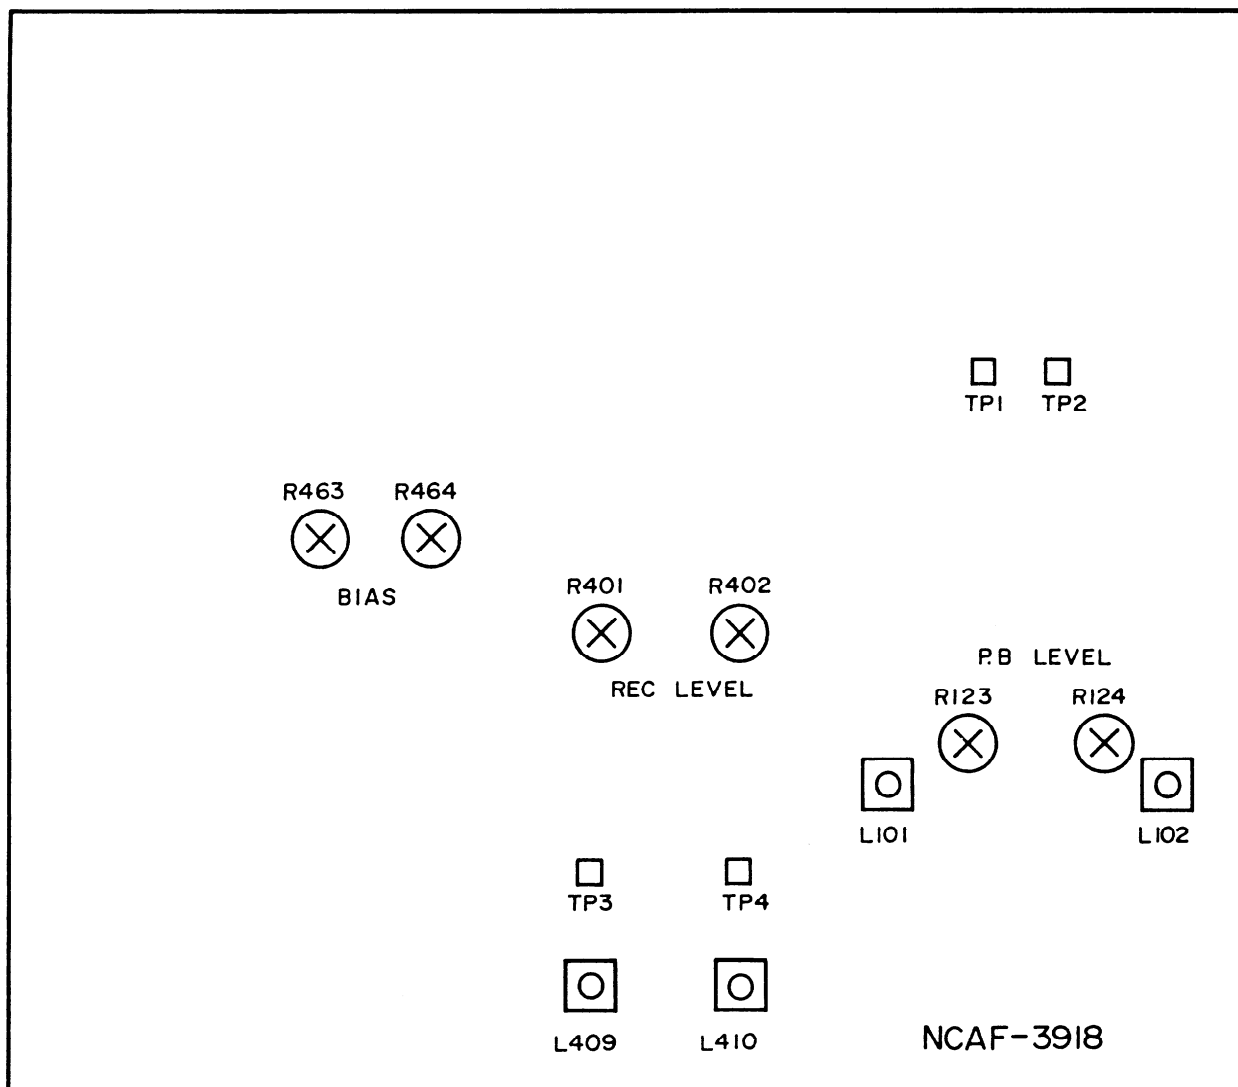 TP1 TP2
R463 R464
BIAS
R401 R402
REC LEVEL
P.B LEVEL
R123 R124
L101 L102
TP3 TP4
L409 L410
NCAF-3918